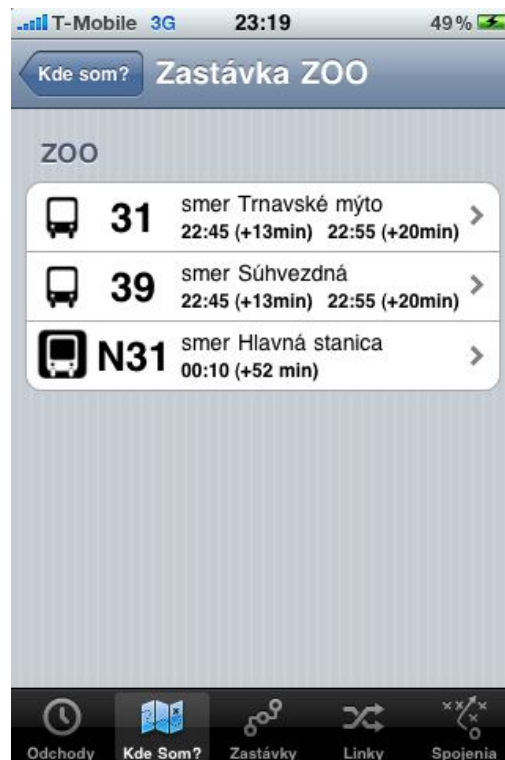 T-Mobile 3G 23:19 49%
Kde som? Zastávka ZOO
ZOO
31 smer Trnavské mýto
22:45 (+13min) 22:55 (+20min)
39 smer Súhvezdná
22:45 (+13min) 22:55 (+20min)
N31 smer Hlavná stanica
00:10 (+52 min)
Odchody Kde Som? Zastávky Linky Spojenia